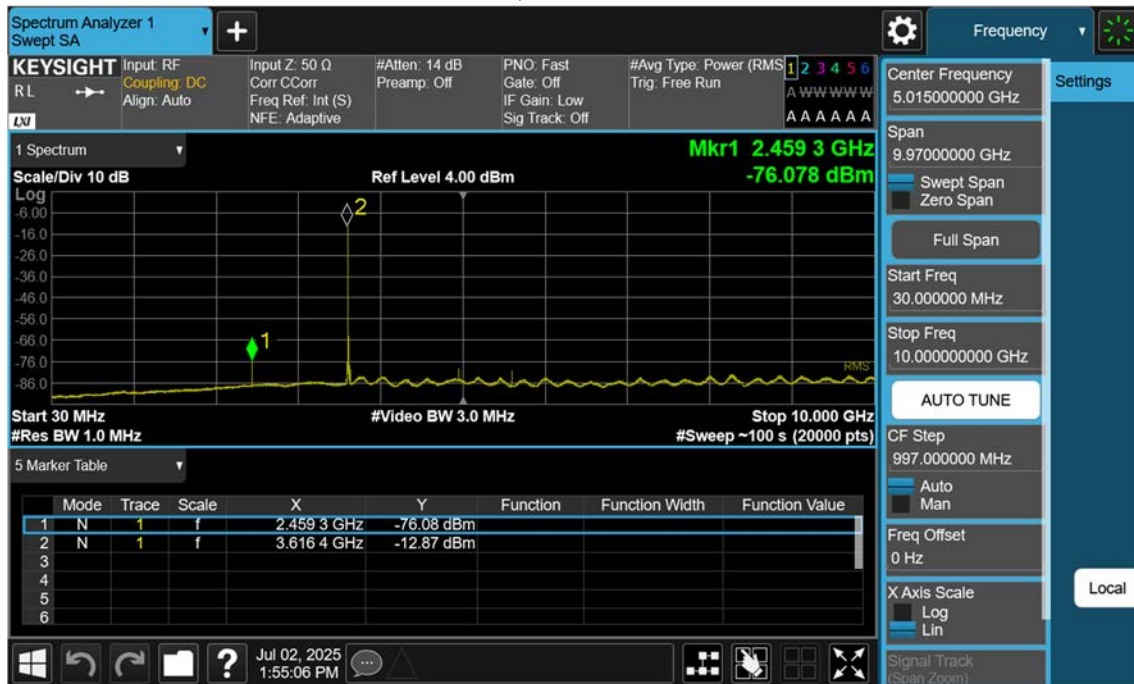 Spectrum Analyzer 1
Swept SA
+
Frequency
KEYSIGHT
RL
LXI
Input: RF
Coupling: DC
Align: Auto
Input Z: 50 Ω
Corr CCorr
Freq Ref: Int (S)
NFE: Adaptive
#Atten: 14 dB
Preamp: Off
PNO: Fast
Gate: Off
IF Gain: Low
Sig Track: Off
#Avg Type: Power (RMS
Trig: Free Run
1 2 3 4 5 6
A W W W W W
A A A A A A
1 Spectrum
Mkr1 2.459 3 GHz
-76.078 dBm
Scale/Div 10 dB
Ref Level 4.00 dBm
Log
-6.00
-16.0
-26.0
-36.0
-46.0
-56.0
-66.0
-76.0
-86.0
2
1
RMS
Start 30 MHz
#Video BW 3.0 MHz
Stop 10.000 GHz
#Res BW 1.0 MHz
#Sweep ~100 s (20000 pts)
5 Marker Table
Mode Trace Scale X Y Function Function Width Function Value
1 N 1 f 2.459 3 GHz -76.08 dBm
2 N 1 f 3.616 4 GHz -12.87 dBm
3
4
5
6
?
Jul 02, 2025
1:55:06 PM
Center Frequency
5.015000000 GHz
Span
9.97000000 GHz
Swept Span
Zero Span
Full Span
Start Freq
30.000000 MHz
Stop Freq
10.000000000 GHz
AUTO TUNE
CF Step
997.000000 MHz
Auto
Man
Freq Offset
0 Hz
X Axis Scale
Log
Lin
Signal Track
(Span Zoom)
Settings
Local